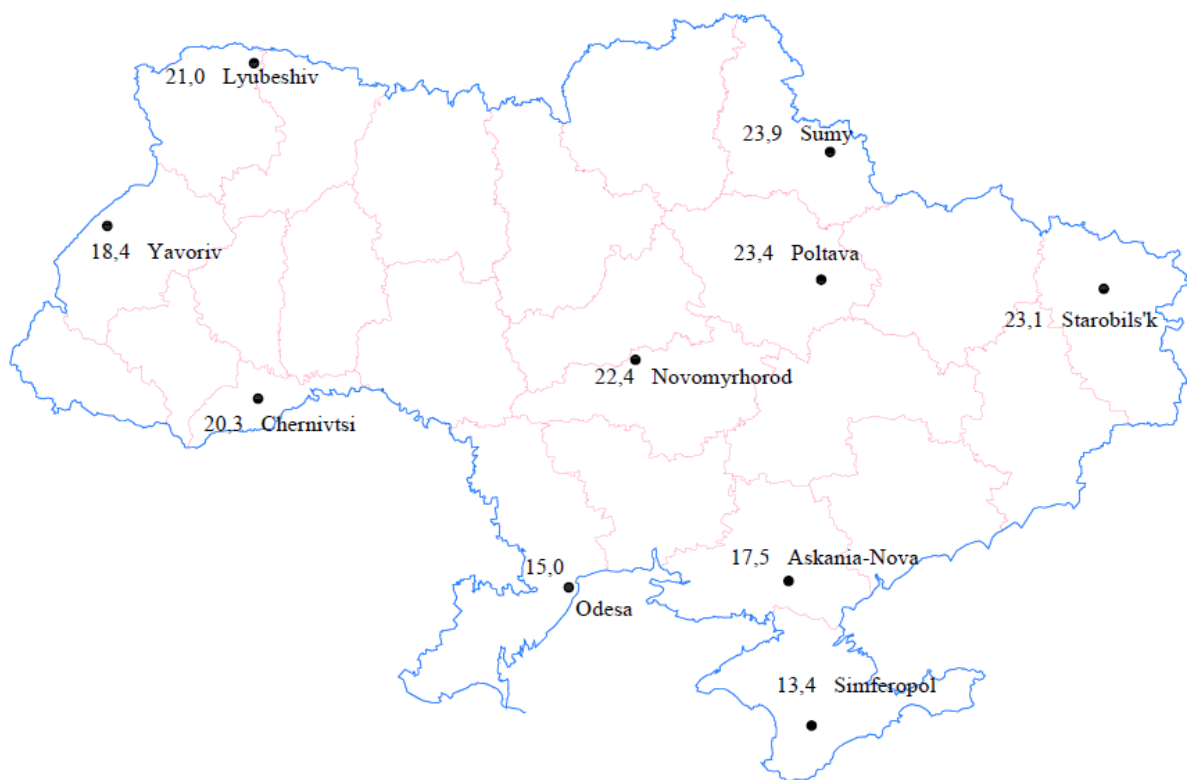 21,0 Lyubeshiv
23,9 Sumy
18,4 Yavoriv
23,4 Poltava
23,1 Starobils'k
22,4 Novomyrhorod
20,3 Chernivtsi
15,0
Odesa
17,5 Askania-Nova
13,4 Simferopol